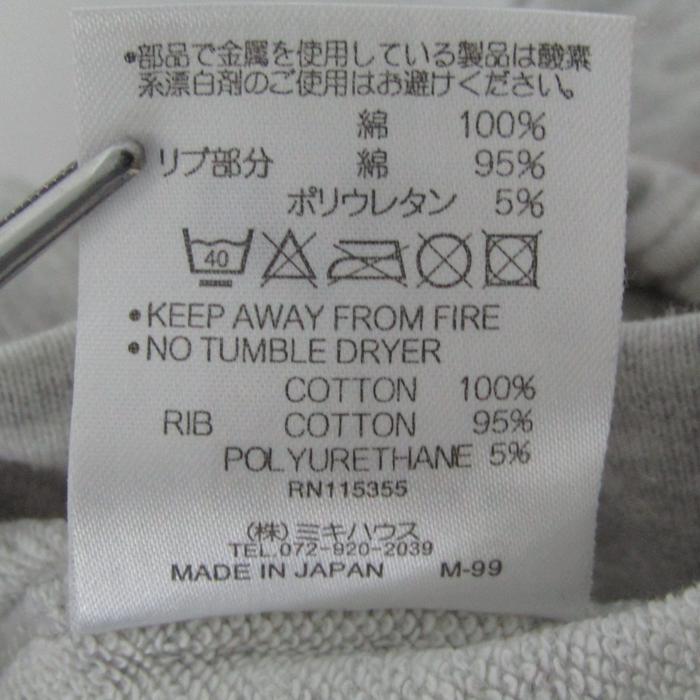 •部品で金属を使用している製品は酸素
系漂白剤のご使用はお避けください。
綿 100%
リブ部分 綿 95%
ポリウレタン 5%
40
•KEEP AWAY FROM FIRE
•NO TUMBLE DRYER
COTTON 100%
RIB COTTON 95%
POLYURETHANE 5%
RN115355
(株)ミキハウス
TEL.072-920-2039
MADE IN JAPAN M-99